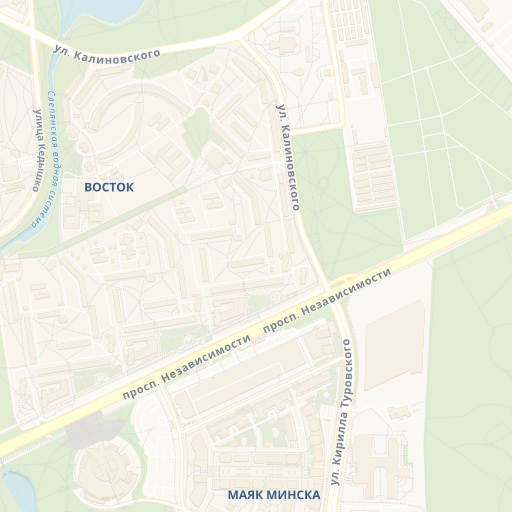 ул. Калиновского
Слепянская водная система
улица Кедышко
ул. Калиновского
ВОСТОК
просп. Независимости
просп. Независимости
ул. Кирилла Туровского
МАЯК МИНСКА